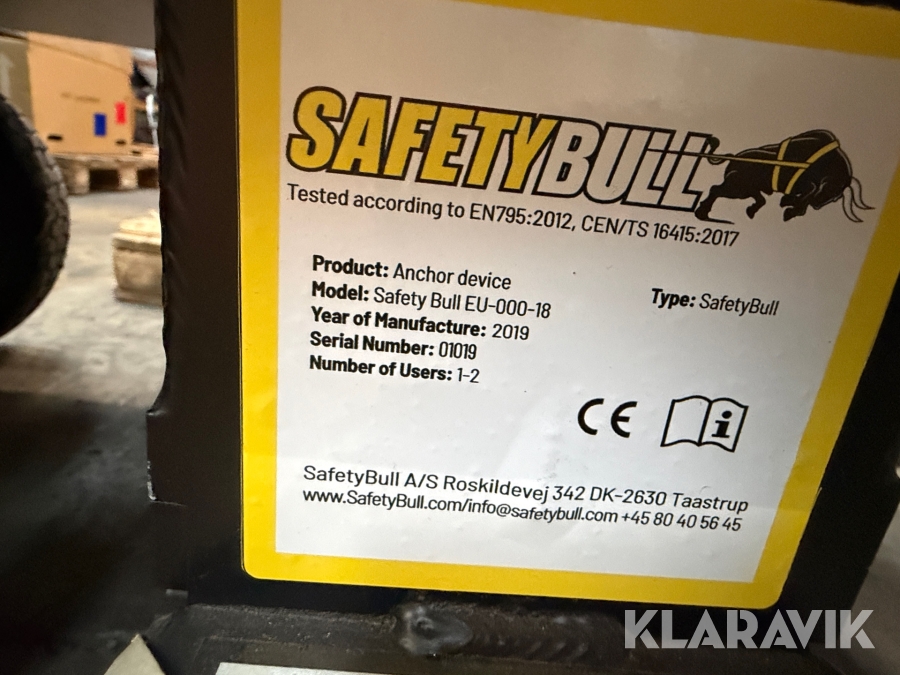 SAFETYBULL
Tested according to EN795:2012, CEN/TS 16415:2017
Product: Anchor device
Type: SafetyBull
Model: Safety Bull EU-000-18
Year of Manufacture: 2019
Serial Number: 01019
Number of Users: 1-2
CE
i
SafetyBull A/S Roskildevej 342 DK-2630 Taastrup
www.SafetyBull.com/info@safetybull.com +45 80 40 56 45
KLARAVIK